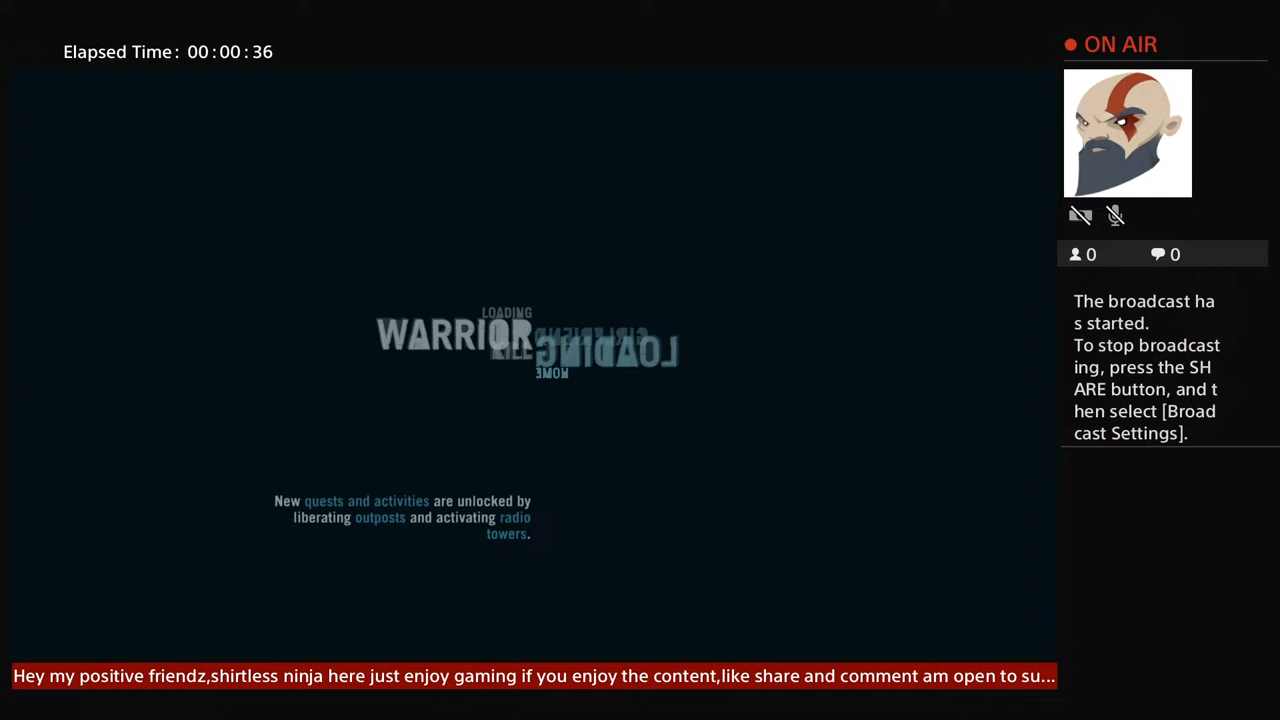 Elapsed Time: 00:00:36
ON AIR
LOADING
WARRIOR
KILL
GIRLFRIEND
LOADING
HOME
0
0
The broadcast ha
s started.
To stop broadcast
ing, press the SH
ARE button, and t
hen select [Broad
cast Settings].
New quests and activities are unlocked by
liberating outposts and activating radio
towers.
Hey my positive friendz,shirtless ninja here just enjoy gaming if you enjoy the content,like share and comment am open to su...